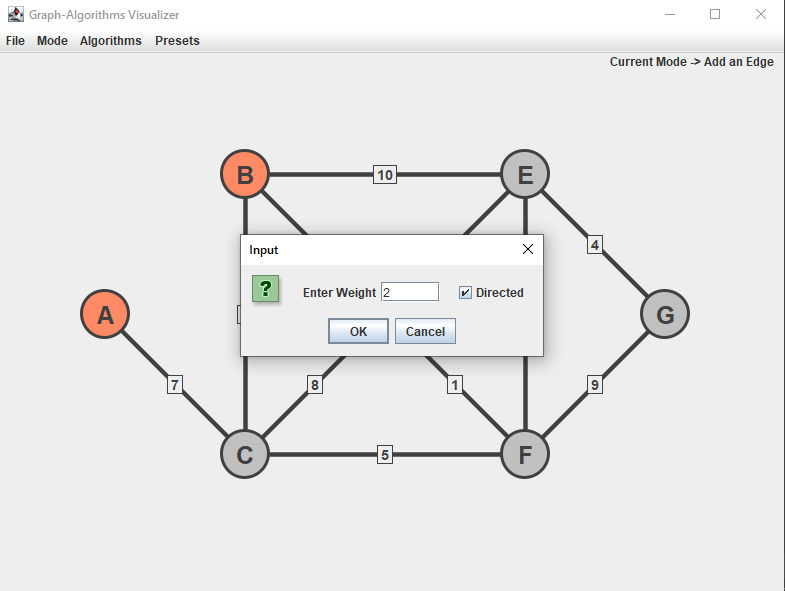 Graph-Algorithms Visualizer
File Mode Algorithms Presets
Current Mode -> Add an Edge
B 10 E
4
Input
? Enter Weight 2 Directed
A G
OK Cancel
7 8 1 9
C 5 F